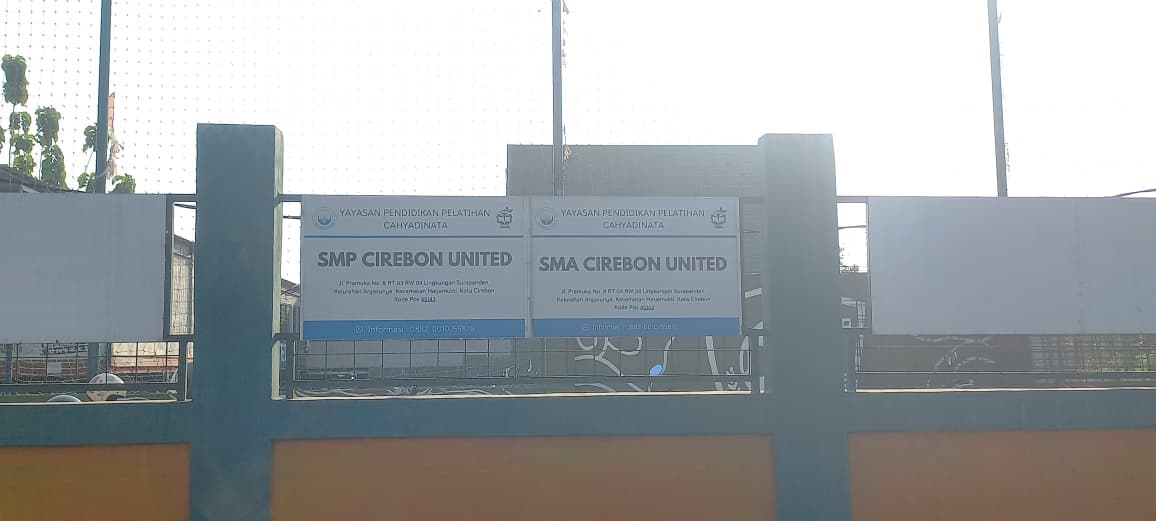 YAYASAN PENDIDIKAN PELATIHAN
CAHYADINATA
SMP CIREBON UNITED
Jl. Pramuka No. 8 RT 03 RW 04 Lingkungan Surapandan
Kelurahan Argasunya, Kecamatan Harjamukti, Kota Cirebon
Kode Pos 45143
Informasi : 0882-0010-55876
YAYASAN PENDIDIKAN PELATIHAN
CAHYADINATA
SMA CIREBON UNITED
Jl. Pramuka No. 8 RT 03 RW 04 Lingkungan Surapandan
Kelurahan Argasunya, Kecamatan Harjamukti, Kota Cirebon
Kode Pos 45143
Informasi :